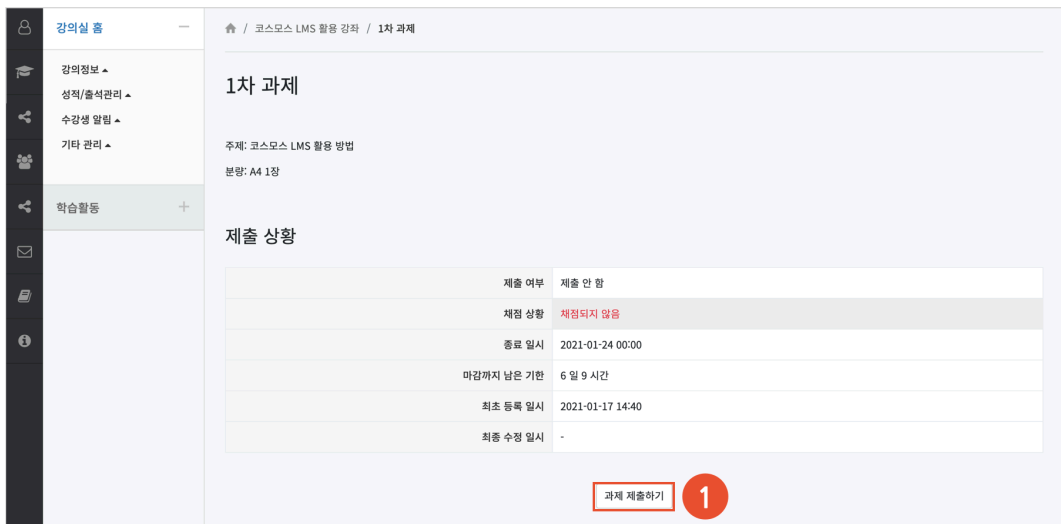 강의실 홈
강의정보
성적/출석관리
수강생 알림
기타 관리
학습활동
/ 코스모스 LMS 활용 강좌 / 1차 과제
1차 과제
주제: 코스모스 LMS 활용 방법
분량: A4 1장
제출 상황
제출 여부 제출 안 함
채점 상황 채점되지 않음
종료 일시 2021-01-24 00:00
마감까지 남은 기한 6 일 9 시간
최초 등록 일시 2021-01-17 14:40
최종 수정 일시 -
과제 제출하기 1